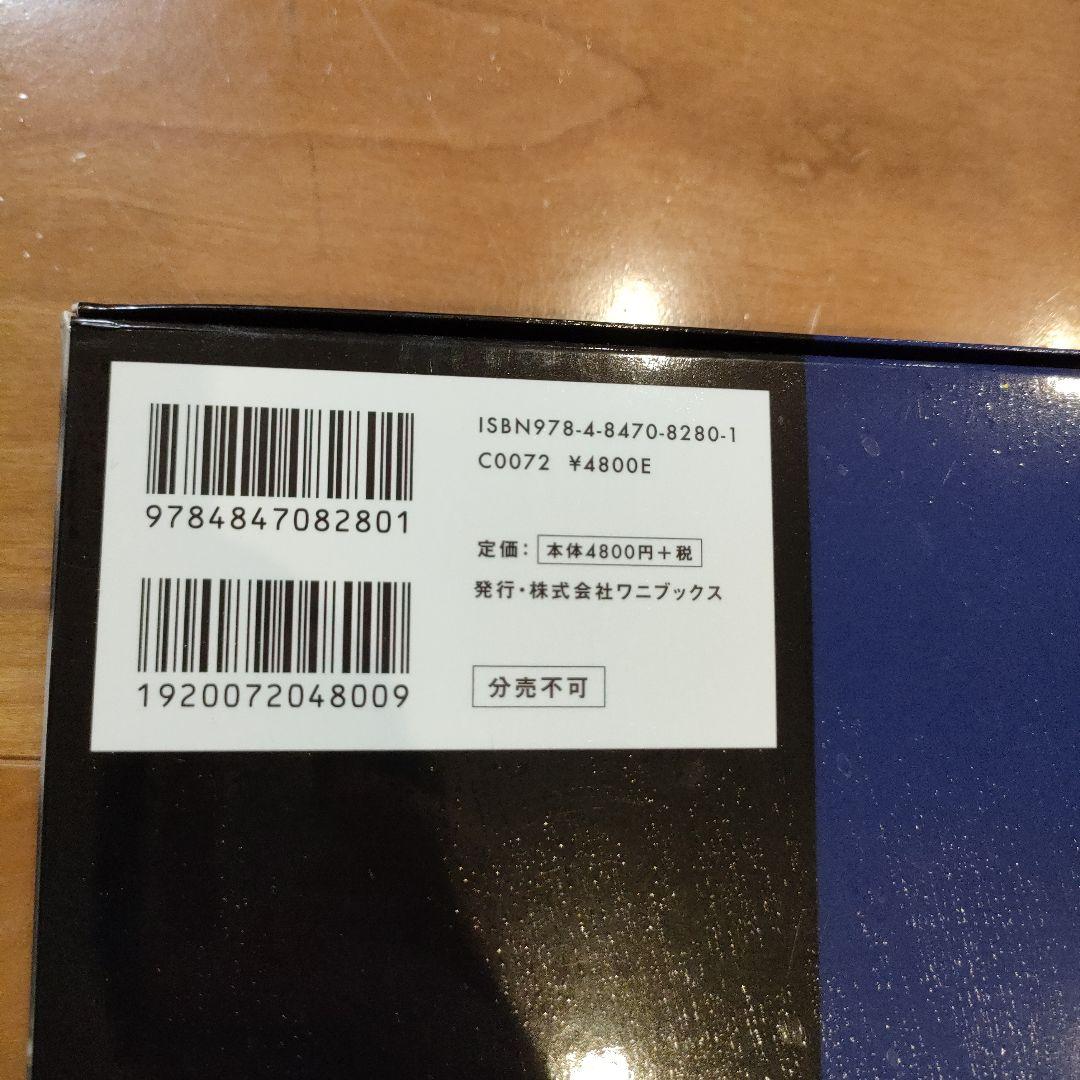 9784847082801
1920072048009
ISBN978-4-8470-8280-1
C0072 ¥4800E
定価： 本体4800円＋税
発行・株式会社ワニブックス
分売不可